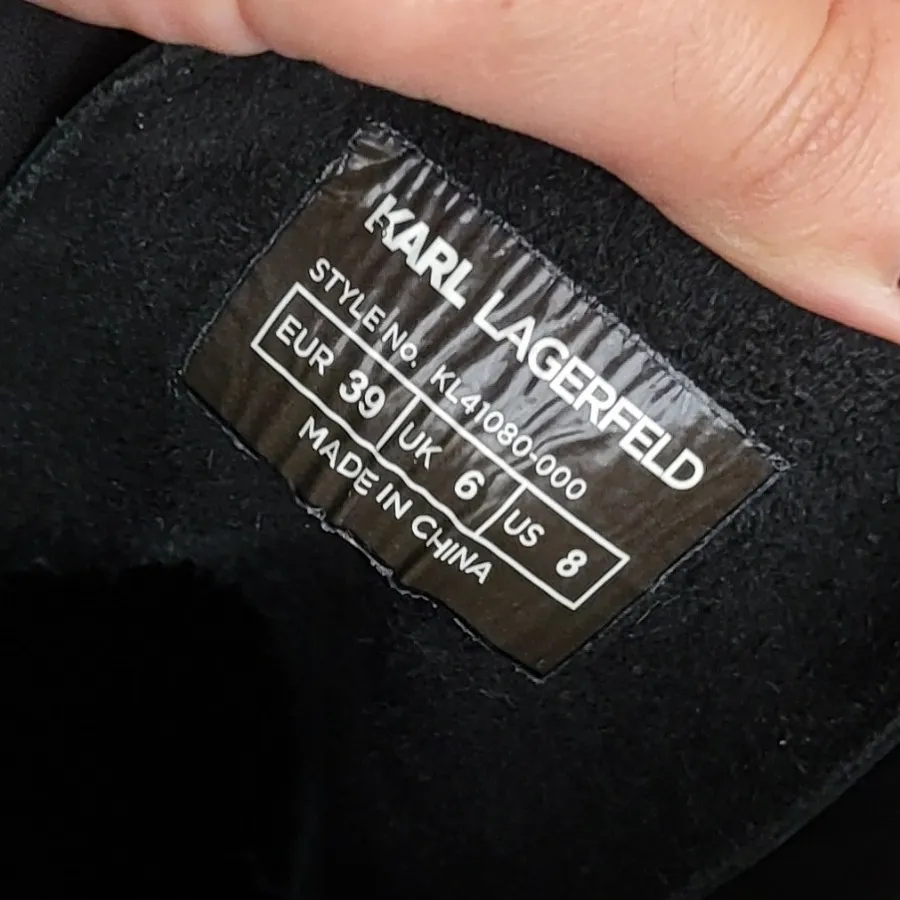 KARL LAGERFELD
STYLE No. KL41080-000
EUR 39 UK 6 US 8
MADE IN CHINA